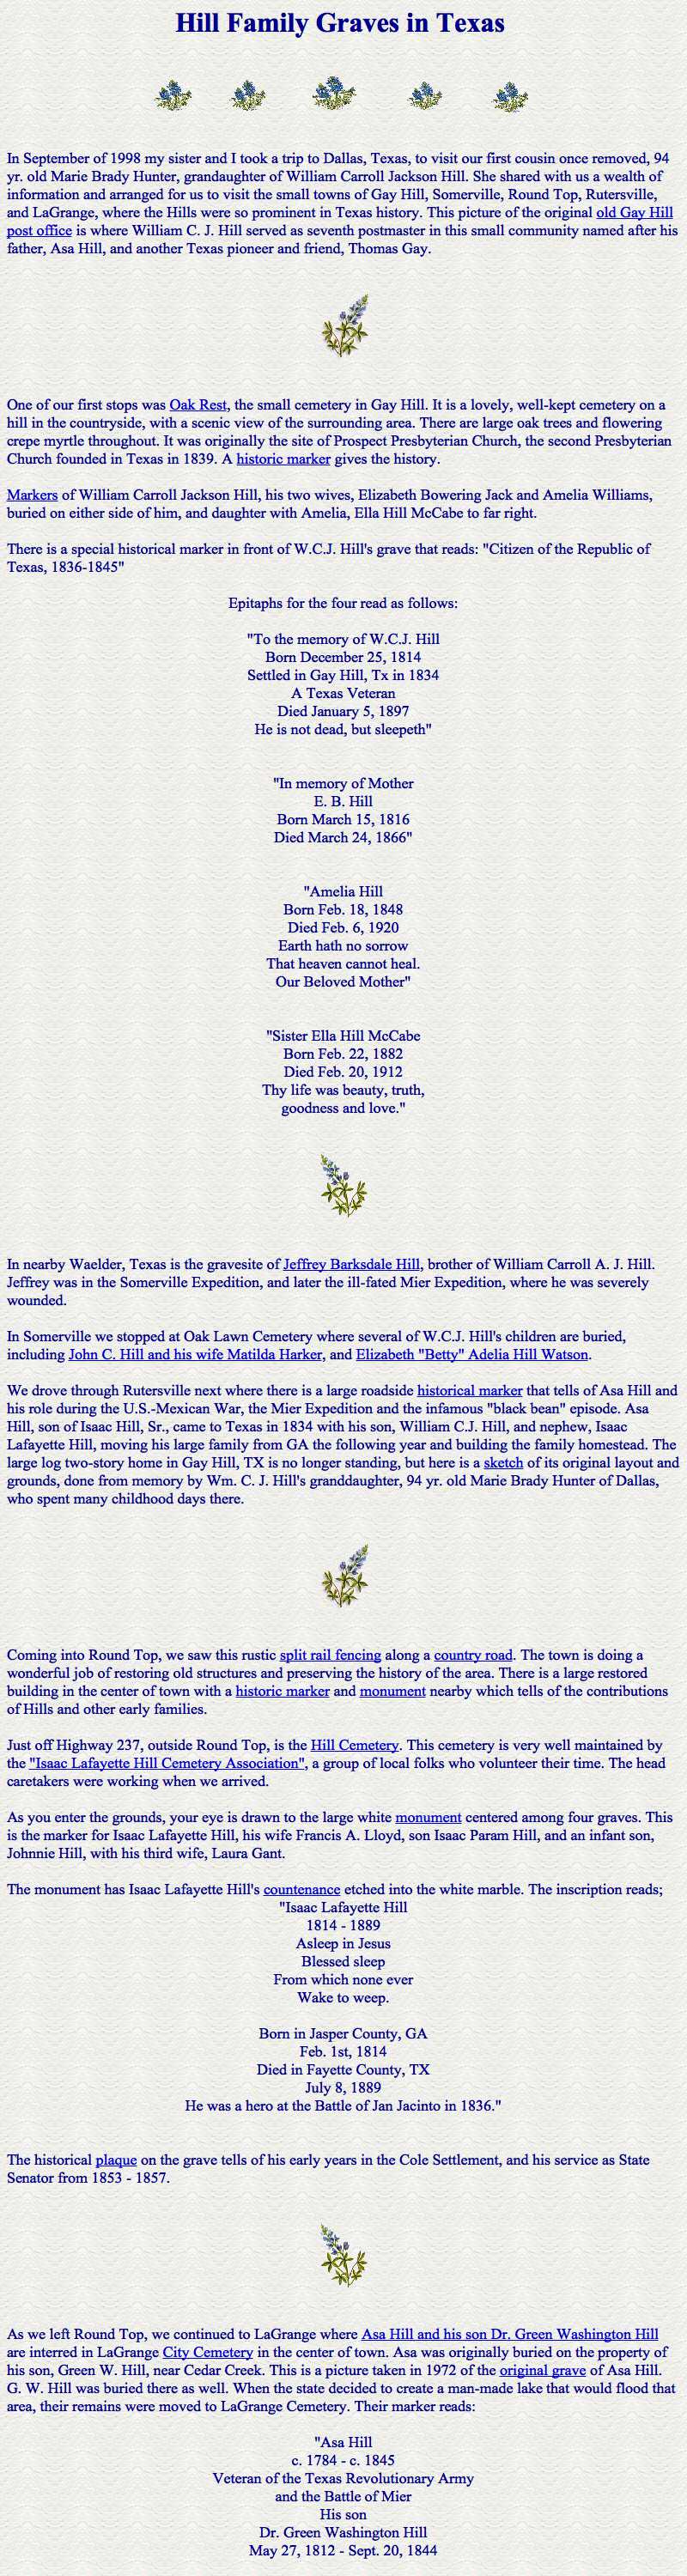 Hill Family Graves in Texas
In September of 1998 my sister and I took a trip to Dallas, Texas, to visit our first cousin once removed, 94
yr. old Marie Brady Hunter, grandaughter of William Carroll Jackson Hill. She shared with us a wealth of
information and arranged for us to visit the small towns of Gay Hill, Somerville, Round Top, Rutersville,
and LaGrange, where the Hills were so prominent in Texas history. This picture of the original old Gay Hill
post office is where William C. J. Hill served as seventh postmaster in this small community named after his
father, Asa Hill, and another Texas pioneer and friend, Thomas Gay.
One of our first stops was Oak Rest, the small cemetery in Gay Hill. It is a lovely, well-kept cemetery on a
hill in the countryside, with a scenic view of the surrounding area. There are large oak trees and flowering
crepe myrtle throughout. It was originally the site of Prospect Presbyterian Church, the second Presbyterian
Church founded in Texas in 1839. A historic marker gives the history.
Markers of William Carroll Jackson Hill, his two wives, Elizabeth Bowering Jack and Amelia Williams,
buried on either side of him, and daughter with Amelia, Ella Hill McCabe to far right.
There is a special historical marker in front of W.C.J. Hill's grave that reads: "Citizen of the Republic of
Texas, 1836-1845"
Epitaphs for the four read as follows:
"To the memory of W.C.J. Hill
Born December 25, 1814
Settled in Gay Hill, Tx in 1834
A Texas Veteran
Died January 5, 1897
He is not dead, but sleepeth"
"In memory of Mother
E. B. Hill
Born March 15, 1816
Died March 24, 1866"
"Amelia Hill
Born Feb. 18, 1848
Died Feb. 6, 1920
Earth hath no sorrow
That heaven cannot heal.
Our Beloved Mother"
"Sister Ella Hill McCabe
Born Feb. 22, 1882
Died Feb. 20, 1912
Thy life was beauty, truth,
goodness and love."
In nearby Waelder, Texas is the gravesite of Jeffrey Barksdale Hill, brother of William Carroll A. J. Hill.
Jeffrey was in the Somerville Expedition, and later the ill-fated Mier Expedition, where he was severely
wounded.
In Somerville we stopped at Oak Lawn Cemetery where several of W.C.J. Hill's children are buried,
including John C. Hill and his wife Matilda Harker, and Elizabeth "Betty" Adelia Hill Watson.
We drove through Rutersville next where there is a large roadside historical marker that tells of Asa Hill and
his role during the U.S.-Mexican War, the Mier Expedition and the infamous "black bean" episode. Asa
Hill, son of Isaac Hill, Sr., came to Texas in 1834 with his son, William C.J. Hill, and nephew, Isaac
Lafayette Hill, moving his large family from GA the following year and building the family homestead. The
large log two-story home in Gay Hill, TX is no longer standing, but here is a sketch of its original layout and
grounds, done from memory by Wm. C. J. Hill's granddaughter, 94 yr. old Marie Brady Hunter of Dallas,
who spent many childhood days there.
Coming into Round Top, we saw this rustic split rail fencing along a country road. The town is doing a
wonderful job of restoring old structures and preserving the history of the area. There is a large restored
building in the center of town with a historic marker and monument nearby which tells of the contributions
of Hills and other early families.
Just off Highway 237, outside Round Top, is the Hill Cemetery. This cemetery is very well maintained by
the "Isaac Lafayette Hill Cemetery Association", a group of local folks who volunteer their time. The head
caretakers were working when we arrived.
As you enter the grounds, your eye is drawn to the large white monument centered among four graves. This
is the marker for Isaac Lafayette Hill, his wife Francis A. Lloyd, son Isaac Param Hill, and an infant son,
Johnnie Hill, with his third wife, Laura Gant.
The monument has Isaac Lafayette Hill's countenance etched into the white marble. The inscription reads;
"Isaac Lafayette Hill
1814 - 1889
Asleep in Jesus
Blessed sleep
From which none ever
Wake to weep.
Born in Jasper County, GA
Feb. 1st, 1814
Died in Fayette County, TX
July 8, 1889
He was a hero at the Battle of Jan Jacinto in 1836."
The historical plaque on the grave tells of his early years in the Cole Settlement, and his service as State
Senator from 1853 - 1857.
As we left Round Top, we continued to LaGrange where Asa Hill and his son Dr. Green Washington Hill
are interred in LaGrange City Cemetery in the center of town. Asa was originally buried on the property of
his son, Green W. Hill, near Cedar Creek. This is a picture taken in 1972 of the original grave of Asa Hill.
G. W. Hill was buried there as well. When the state decided to create a man-made lake that would flood that
area, their remains were moved to LaGrange Cemetery. Their marker reads:
"Asa Hill
c. 1784 - c. 1845
Veteran of the Texas Revolutionary Army
and the Battle of Mier
His son
Dr. Green Washington Hill
May 27, 1812 - Sept. 20, 1844